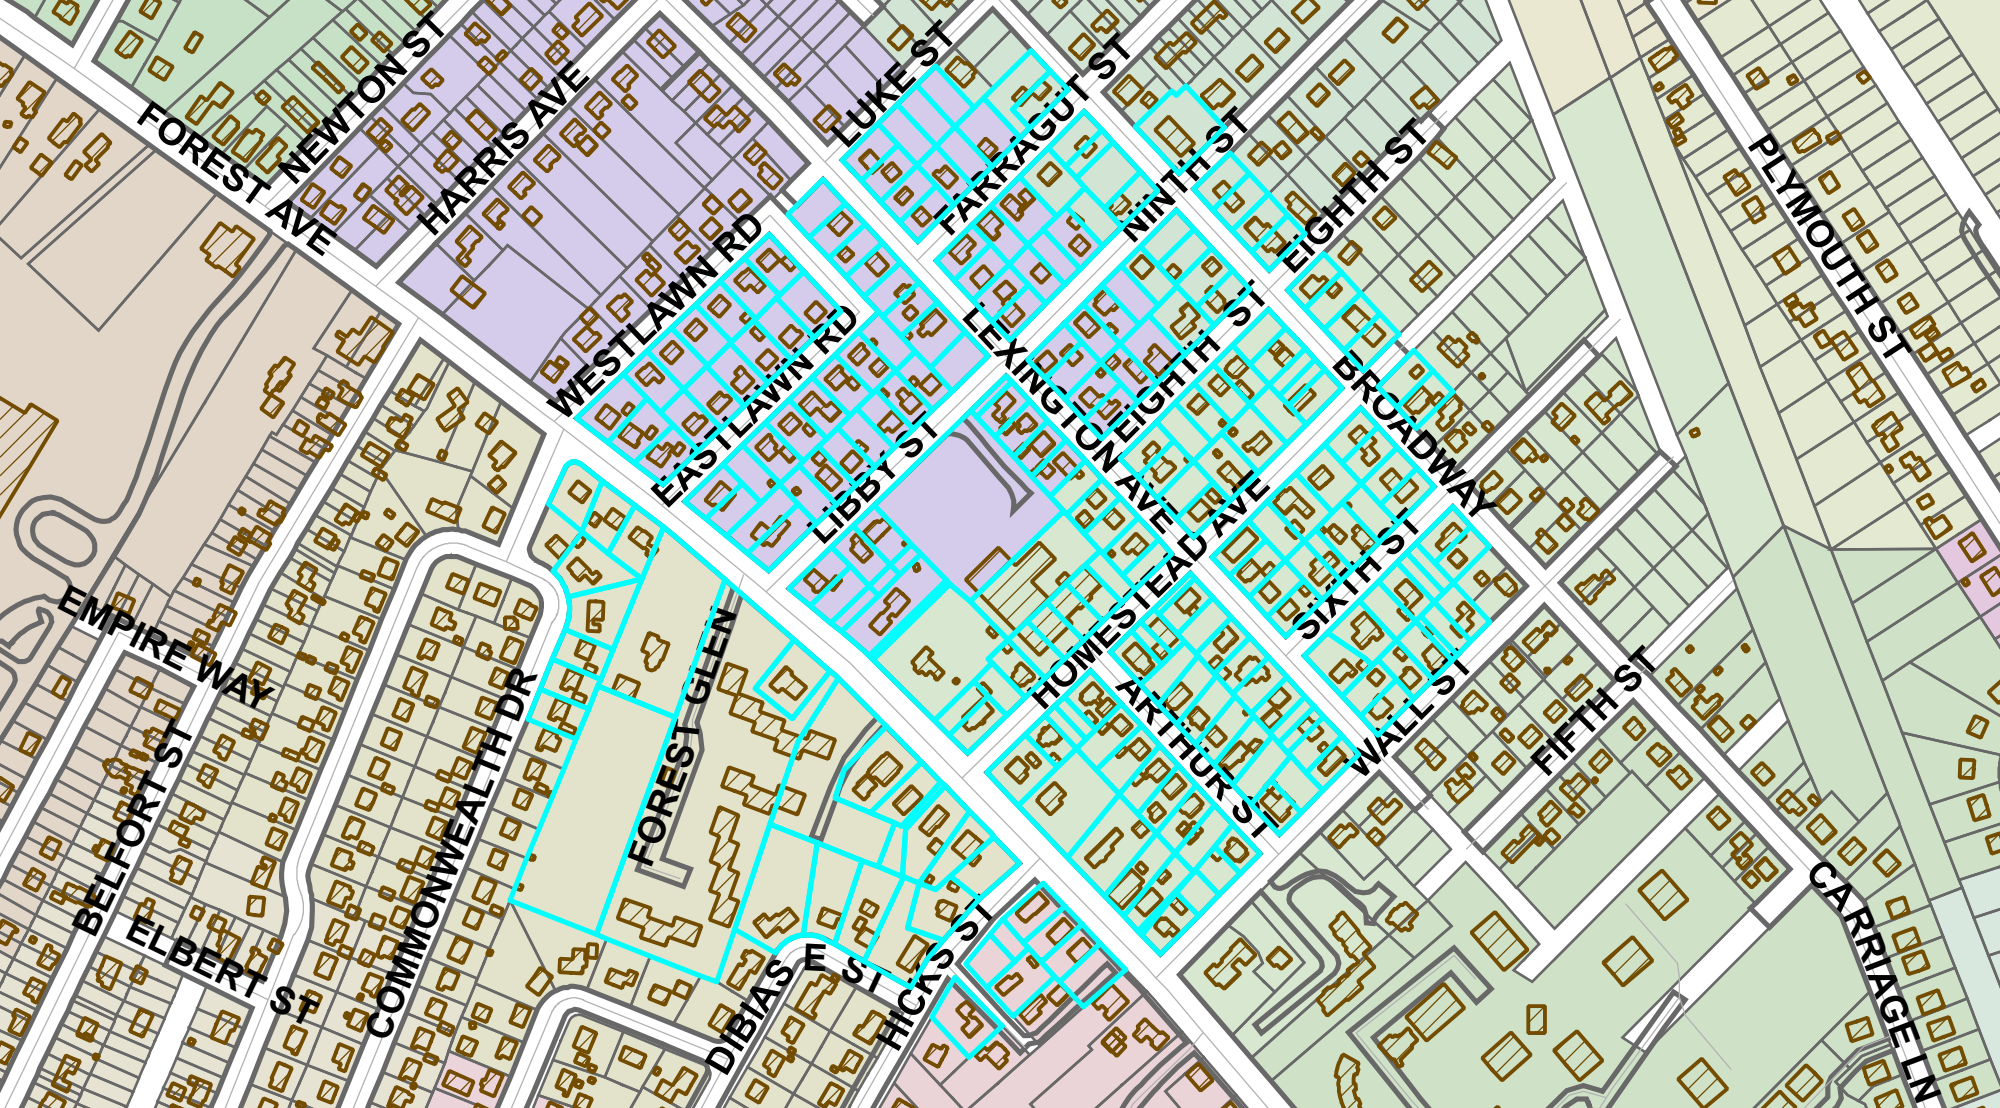 LUKE ST
NEWTON ST
FARRAGUT ST
HARRIS AVE
FOREST AVE
NINTH ST
EIGHTH ST
PLYMOUTH ST
WESTLAWN RD
EASTLAWN RD
EIGHTH ST
LEXINGTON AVE
BROADWAY
LIBBY ST
HOMESTEAD AVE
SIXTH ST
EMPIRE WAY
FOREST GLEN
WALL ST
FIFTH ST
ARTHUR ST
BELFORT ST
COMMONWEALTH DR
ELBERT ST
DIBIASE ST
HICKS ST
CARRIAGE LN